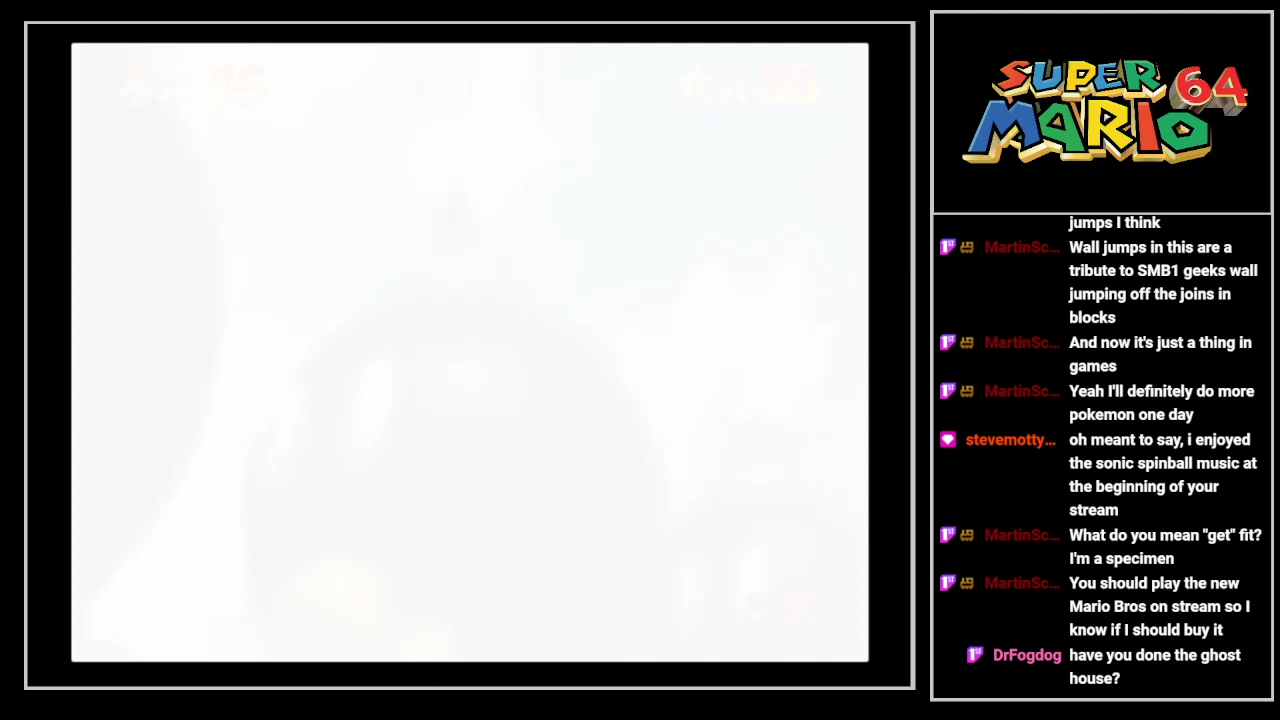 SUPER
MARIO 64
jumps I think
MartinSc... Wall jumps in this are a
tribute to SMB1 geeks wall
jumping off the joins in
blocks
MartinSc... And now it's just a thing in
games
MartinSc... Yeah I'll definitely do more
pokemon one day
stevemotty... oh meant to say, i enjoyed
the sonic spinball music at
the beginning of your
stream
MartinSc... What do you mean "get" fit?
I'm a specimen
MartinSc... You should play the new
Mario Bros on stream so I
know if I should buy it
DrFogdog have you done the ghost
house?